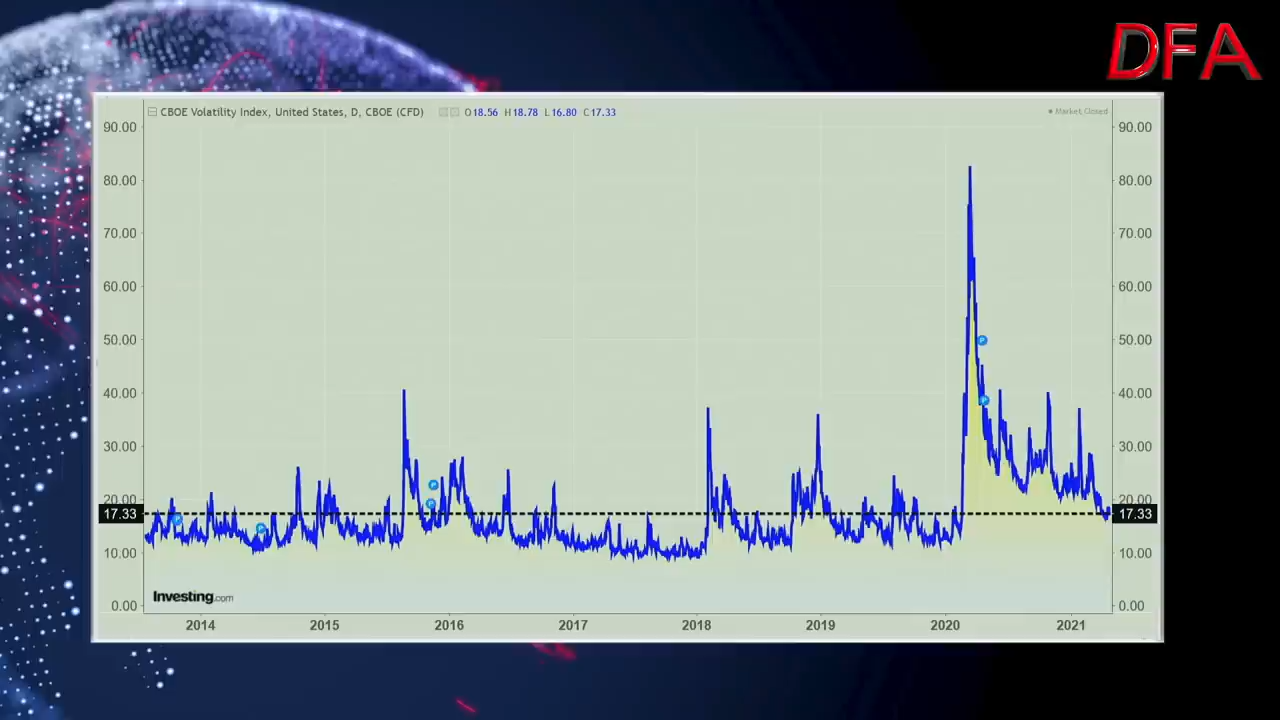 DFA
CBOE Volatility Index, United States, D, CBOE (CFD) O18.56 H18.78 L16.80 C17.33
Market Closed
90.00 90.00
80.00 80.00
70.00 70.00
60.00 60.00
50.00 50.00
40.00 40.00
30.00 30.00
20.00 20.00
17.33 17.33
10.00 10.00
0.00 0.00
P
P
P
P
P
P
Investing.com
2014 2015 2016 2017 2018 2019 2020 2021